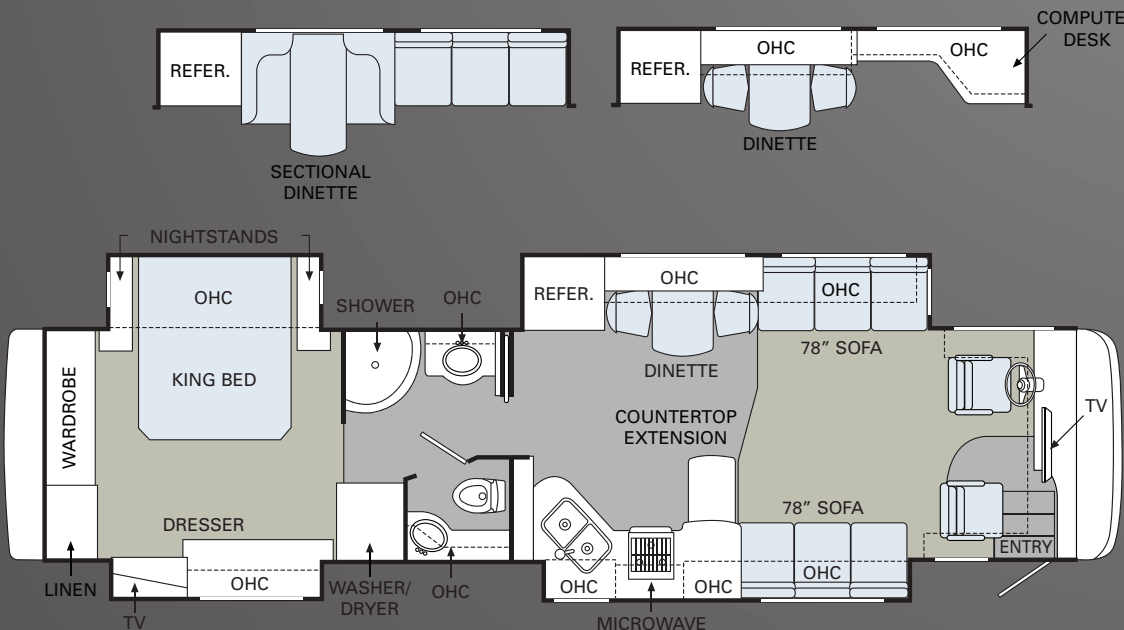 REFER.
SECTIONAL
DINETTE
REFER.
OHC
OHC
COMPUTE
DESK
DINETTE
NIGHTSTANDS
OHC
KING BED
WARDROBE
SHOWER
OHC
REFER.
OHC
OHC
78” SOFA
DINETTE
COUNTERTOP
EXTENSION
TV
DRESSER
78” SOFA
ENTRY
LINEN
TV
OHC
WASHER/
DRYER
OHC
OHC
OHC
OHC
MICROWAVE